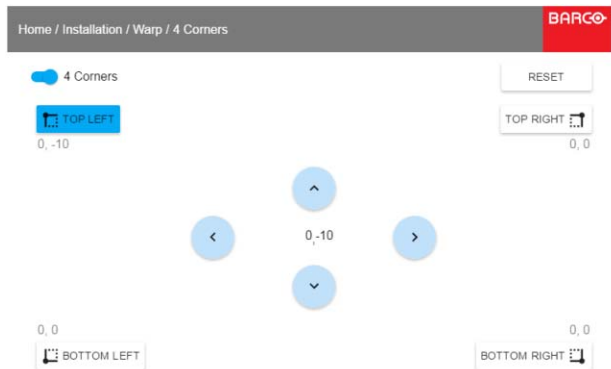 Home / Installation / Warp / 4 Corners
BARCO
4 Corners
RESET
TOP LEFT
TOP RIGHT
0, -10
0, 0
0,-10
0, 0
0, 0
BOTTOM LEFT
BOTTOM RIGHT